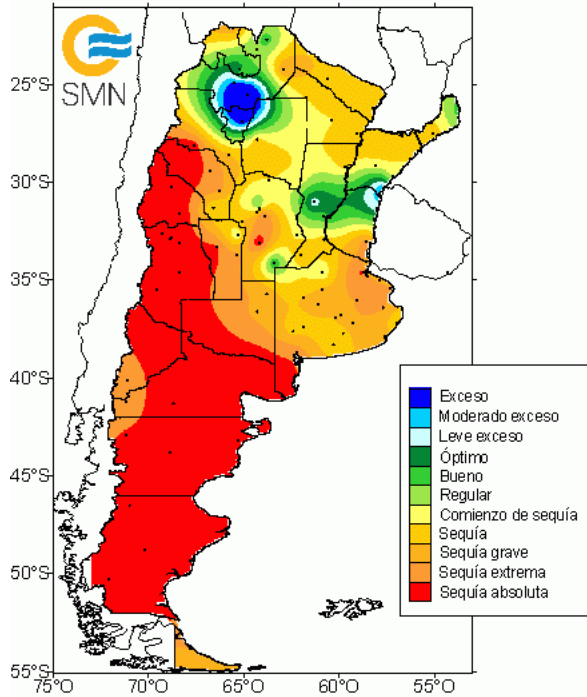 SMN
25°S
30°S
35°S
40°S
45°S
50°S
55°S
75°O
70°O
65°O
60°O
55°O
Exceso
Moderado exceso
Leve exceso
Óptimo
Bueno
Regular
Comienzo de sequía
Sequía
Sequía grave
Sequía extrema
Sequía absoluta